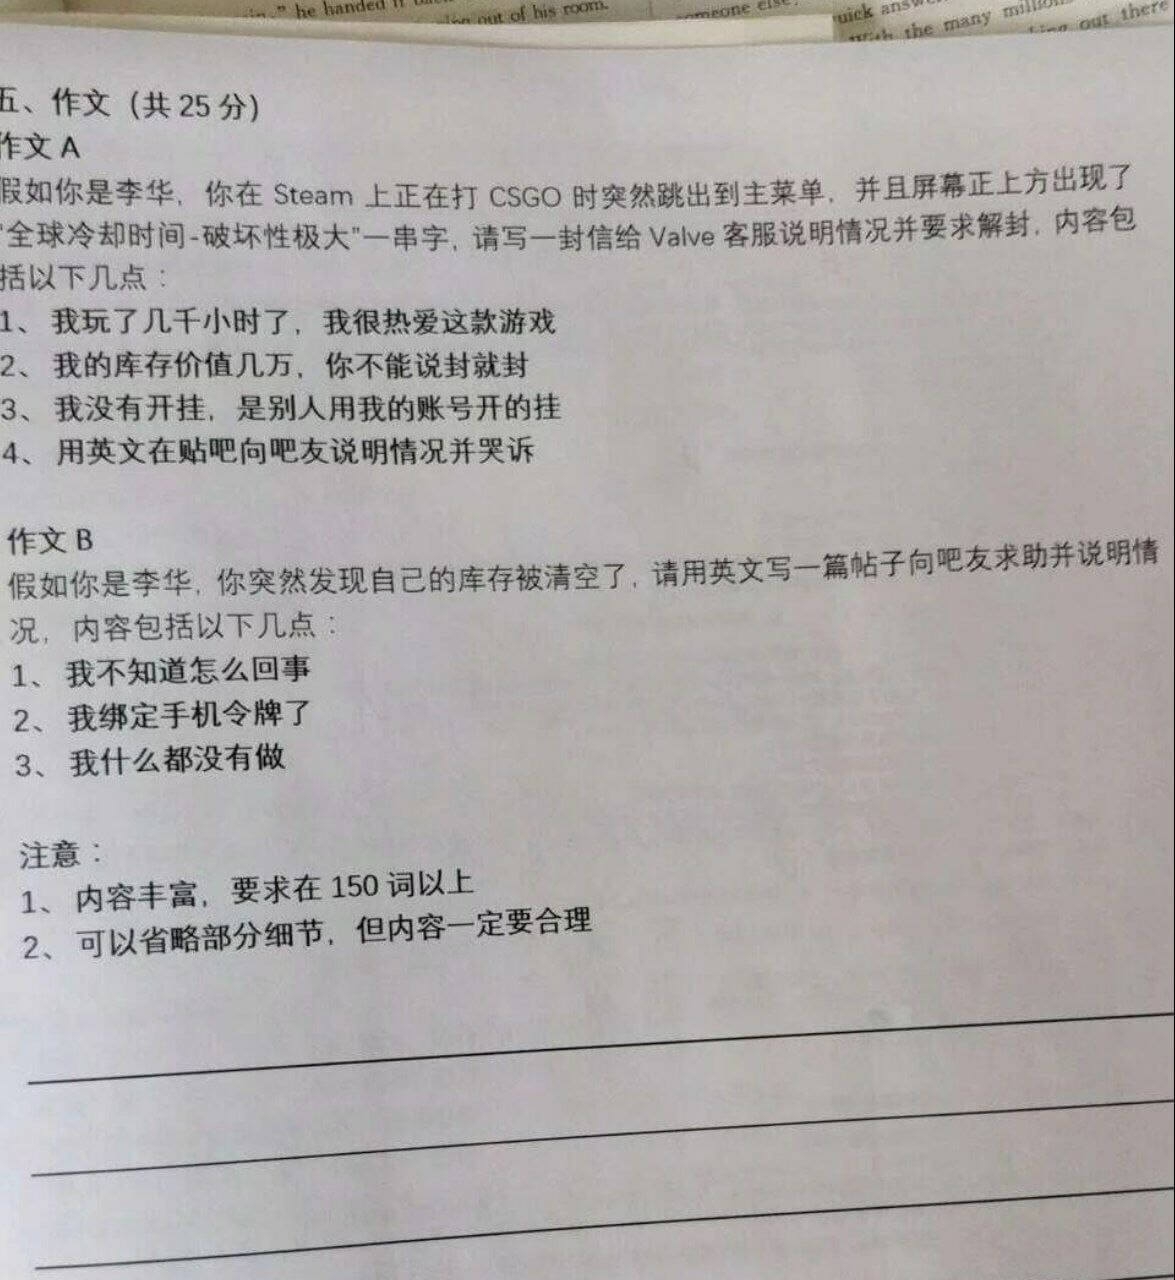 " he handed it
out of his room.
someone else.
uick answ
With the many million
out there
五、作文（共 25 分）
作文 A
假如你是李华，你在 Steam 上正在打 CSGO 时突然跳出到主菜单，并且屏幕正上方出现了
"全球冷却时间-破坏性极大"一串字，请写一封信给 Valve 客服说明情况并要求解封，内容包
括以下几点：
1、 我玩了几千小时了，我很热爱这款游戏
2、 我的库存价值几万，你不能说封就封
3、 我没有开挂，是别人用我的账号开的挂
4、 用英文在贴吧向吧友说明情况并哭诉
作文 B
假如你是李华，你突然发现自己的库存被清空了，请用英文写一篇帖子向吧友求助并说明情
况，内容包括以下几点：
1、 我不知道怎么回事
2、 我绑定手机令牌了
3、 我什么都没有做
注意：
1、 内容丰富，要求在 150 词以上
2、 可以省略部分细节，但内容一定要合理